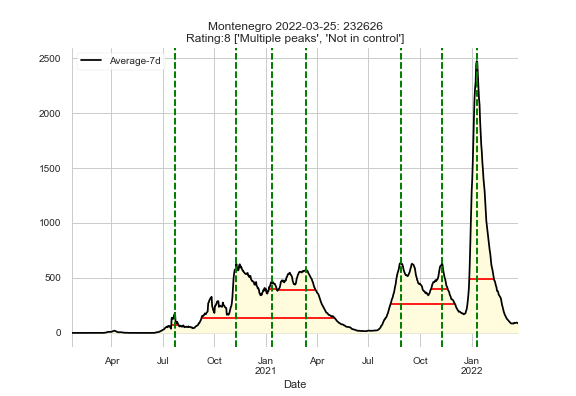 Montenegro 2022-03-25: 232626
Rating:8 ['Multiple peaks', 'Not in control']
Average-7d
2500
2000
1500
1000
500
0
Apr Jul Oct Jan Apr Jul Oct Jan
2021 2022
Date